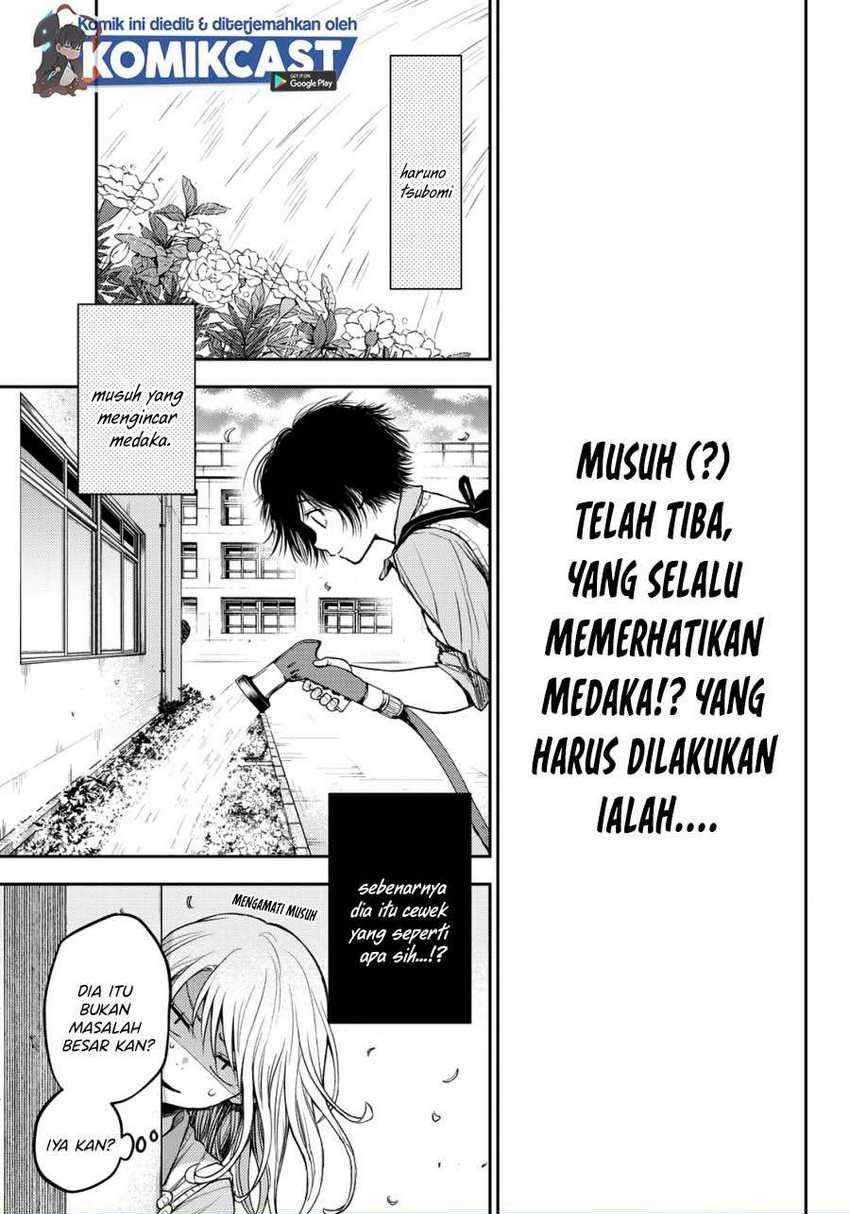 Komik ini diedit & diterjemahkan oleh
KOMIKCAST
GET IT ON
Google Play
MUSUH (?)
TELAH TIBA,
YANG SELALU
MEMERHATIKAN
MEDAKA!? YANG
HARUS DILAKUKAN
IALAH....
haruno
tsubomi
musuh yang
mengincar
medaka.
sebenarnya
dia itu cewek
yang seperti
apa sih...!?
MENGAMATI MUSUH
DIA ITU
BUKAN
MASALAH
BESAR KAN?
IYA KAN?